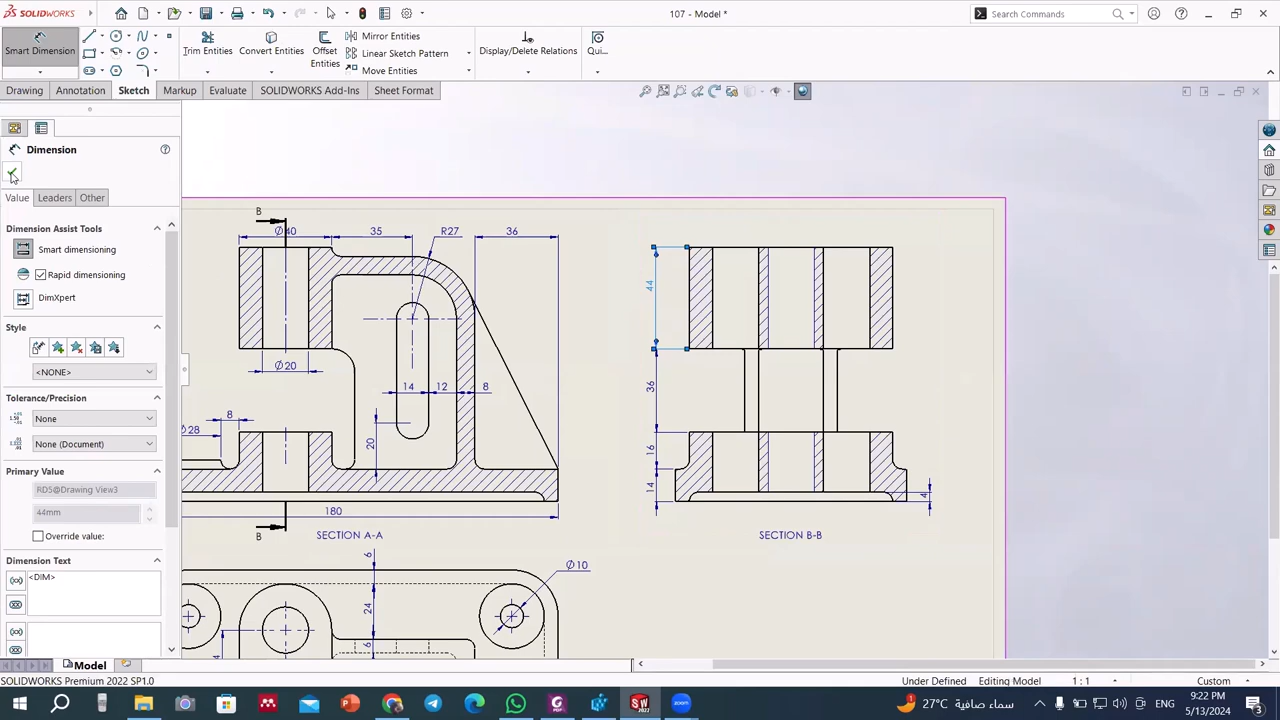 SOLIDWORKS
107 - Model *
Search Commands
Smart Dimension
Trim Entities
Convert Entities
Offset Entities
Mirror Entities
Linear Sketch Pattern
Move Entities
Display/Delete Relations
Qui...
Drawing
Annotation
Sketch
Markup
Evaluate
SOLIDWORKS Add-Ins
Sheet Format
Dimension
Value
Leaders
Other
Dimension Assist Tools
Smart dimensioning
Rapid dimensioning
DimXpert
Style
<NONE>
Tolerance/Precision
None
None (Document)
Primary Value
RD5@Drawing View3
44mm
Override value:
Dimension Text
<DIM>
B
Ø40
35
R27
36
Ø20
14
12
8
8
28
20
180
B
SECTION A-A
44
36
16
14
4
SECTION B-B
6
Ø10
24
6
4
Model
SOLIDWORKS Premium 2022 SP1.0
Under Defined
Editing Model
1 : 1
Custom
27°C
سماء صافية
ENG
9:22 PM
5/13/2024
3